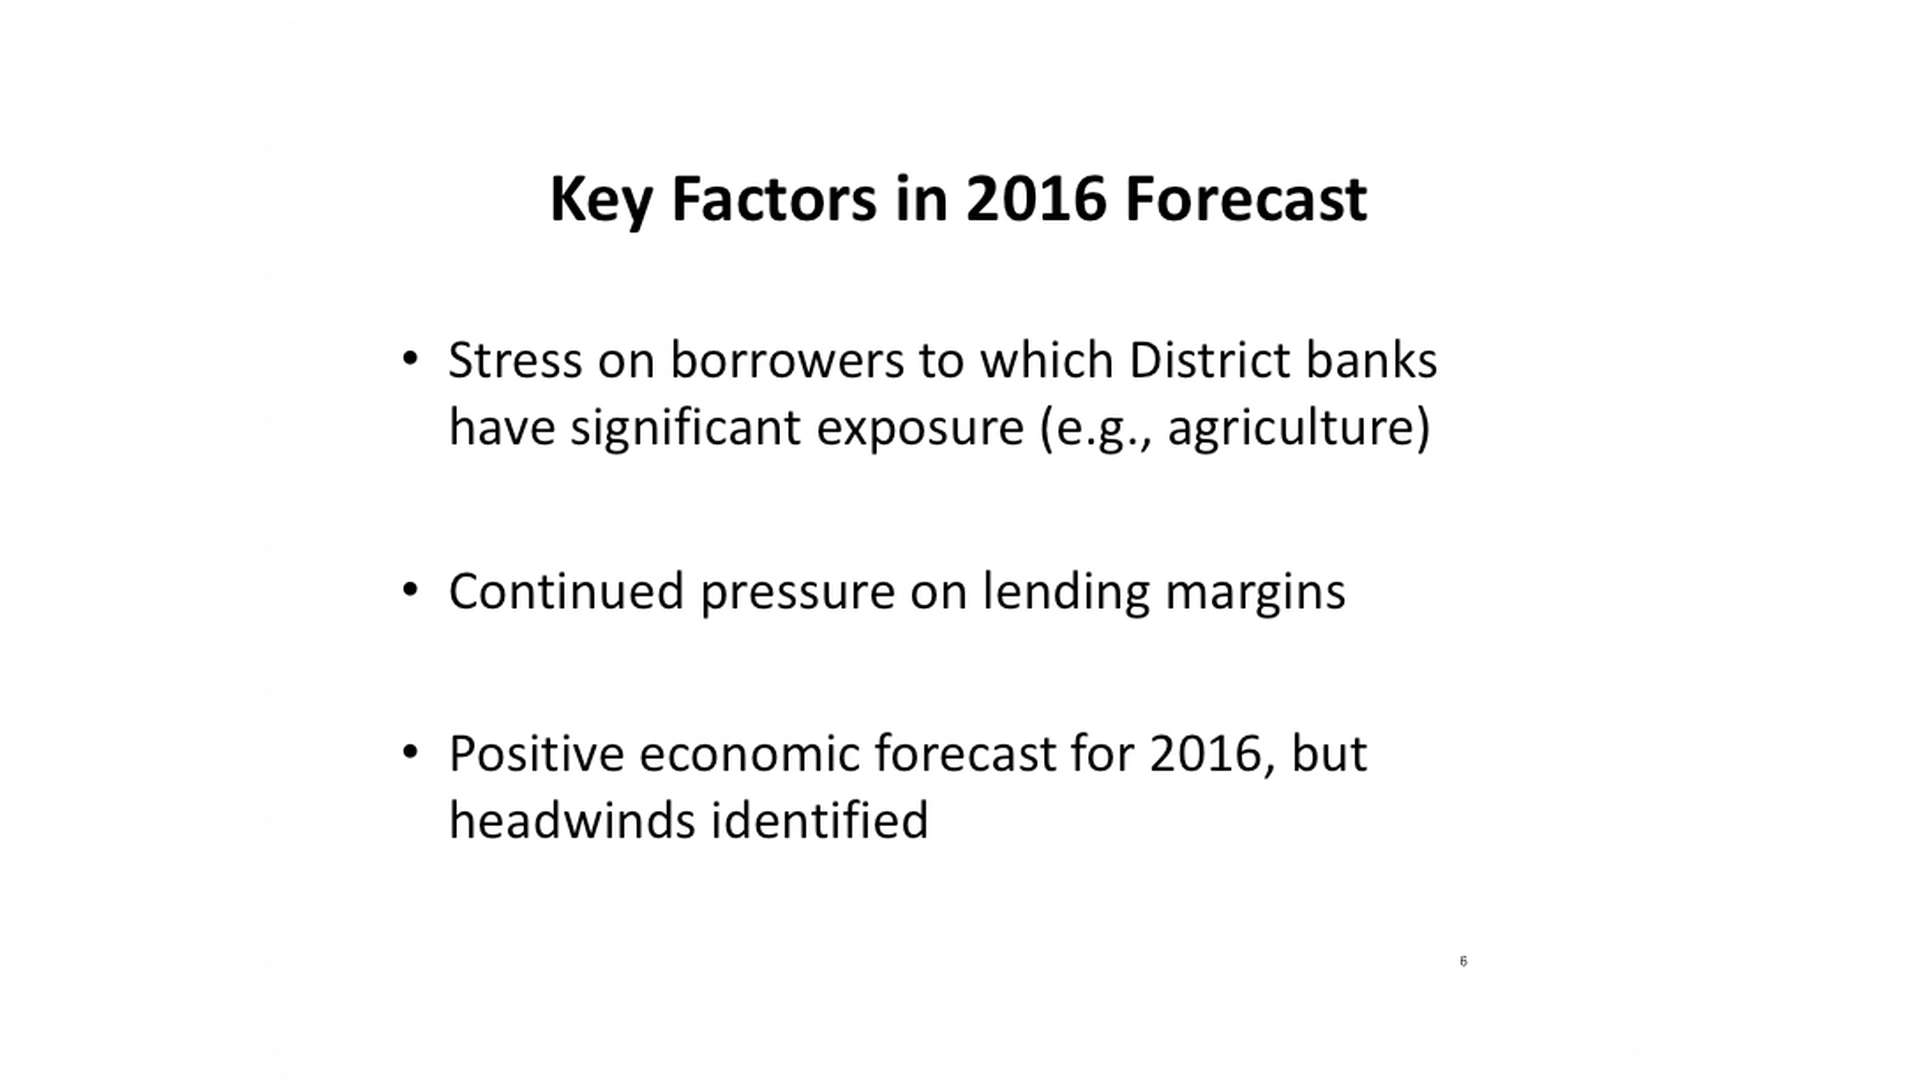 Key Factors in 2016 Forecast
• Stress on borrowers to which District banks
have significant exposure (e.g., agriculture)
• Continued pressure on lending margins
• Positive economic forecast for 2016, but
headwinds identified
6